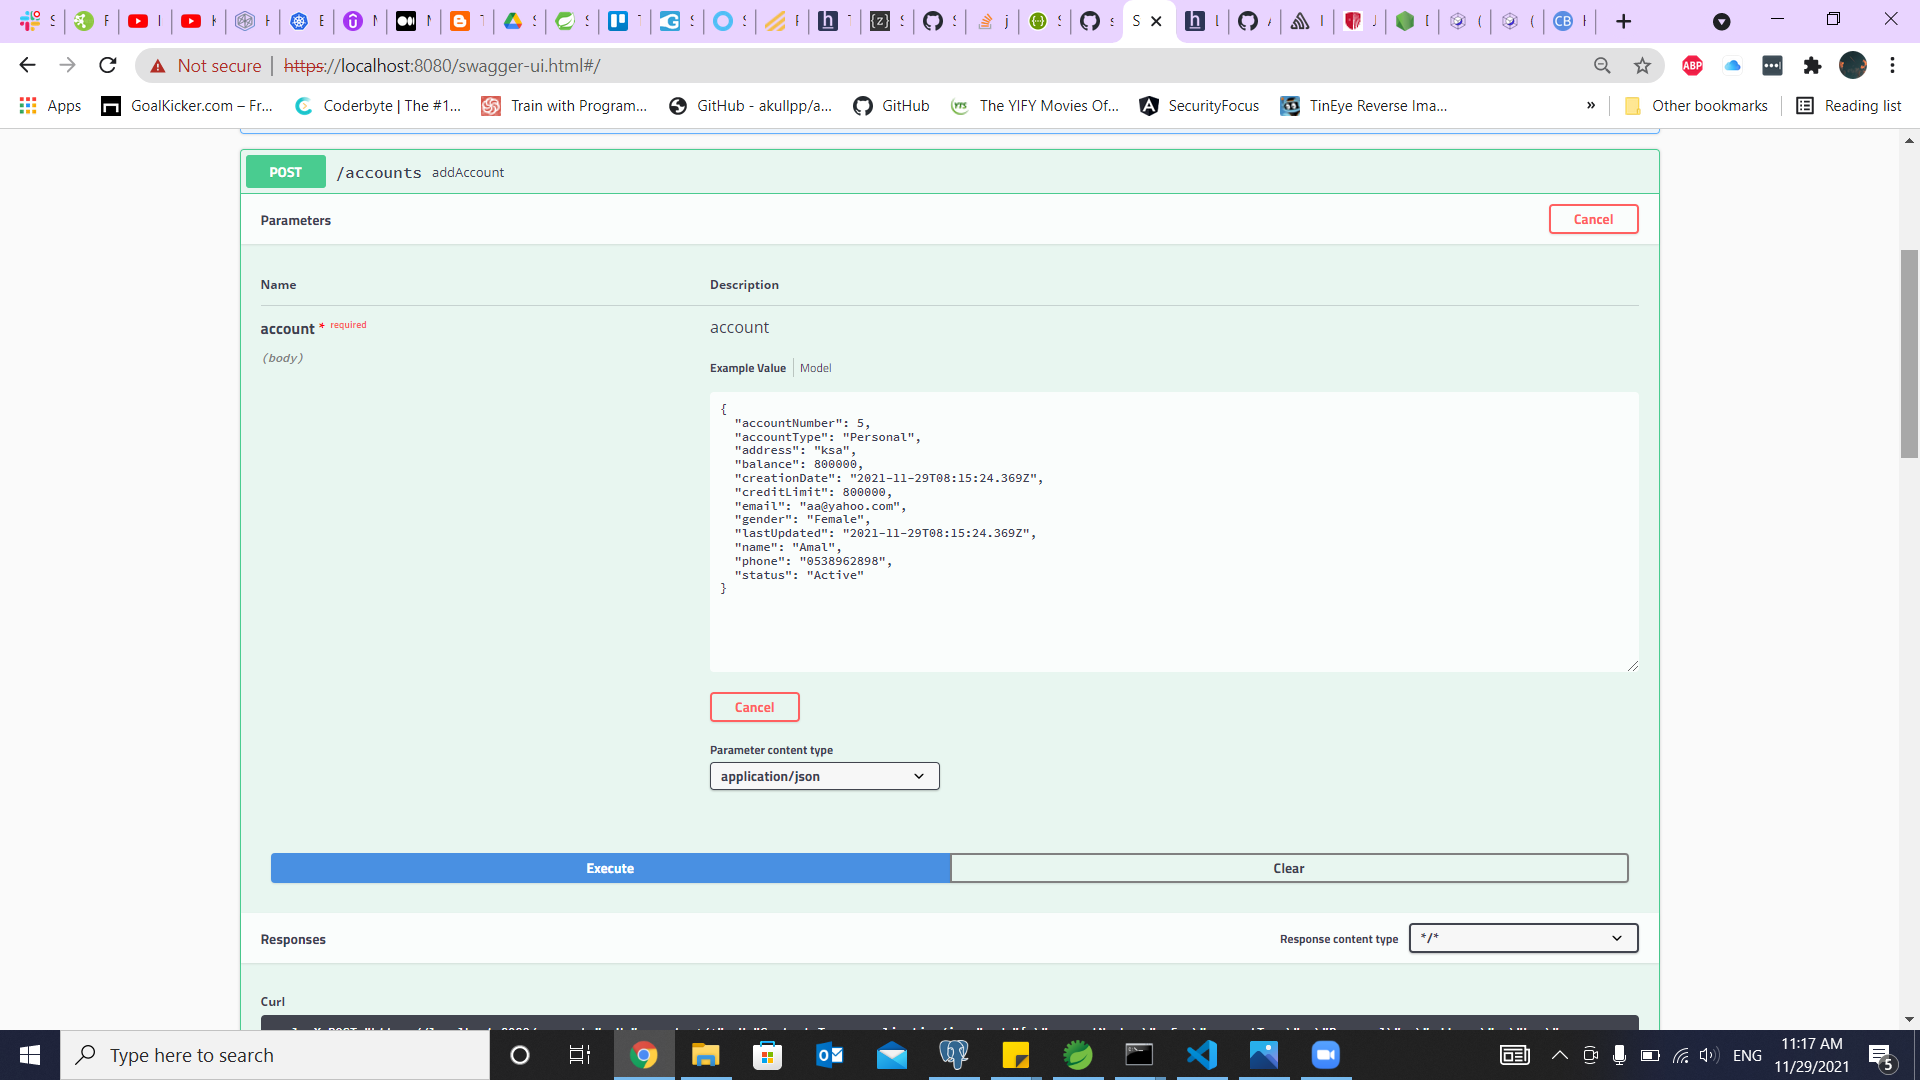 Not secure | https://localhost:8080/swagger-ui.html#/
Apps GoalKicker.com – Fr... Coderbyte | The #1... Train with Program... GitHub - akullpp/a... GitHub The YIFY Movies Of... SecurityFocus TinEye Reverse Ima... » Other bookmarks Reading list
POST /accounts addAccount
Parameters Cancel
Name Description
account * required account
(body)
Example Value Model
{
"accountNumber": 5,
"accountType": "Personal",
"address": "ksa",
"balance": 800000,
"creationDate": "2021-11-29T08:15:24.369Z",
"creditLimit": 800000,
"email": "aa@yahoo.com",
"gender": "Female",
"lastUpdated": "2021-11-29T08:15:24.369Z",
"name": "Amal",
"phone": "0538962898",
"status": "Active"
}
Cancel
Parameter content type
application/json
Execute Clear
Responses Response content type */*
Curl
Type here to search ENG 11:17 AM
11/29/2021 5